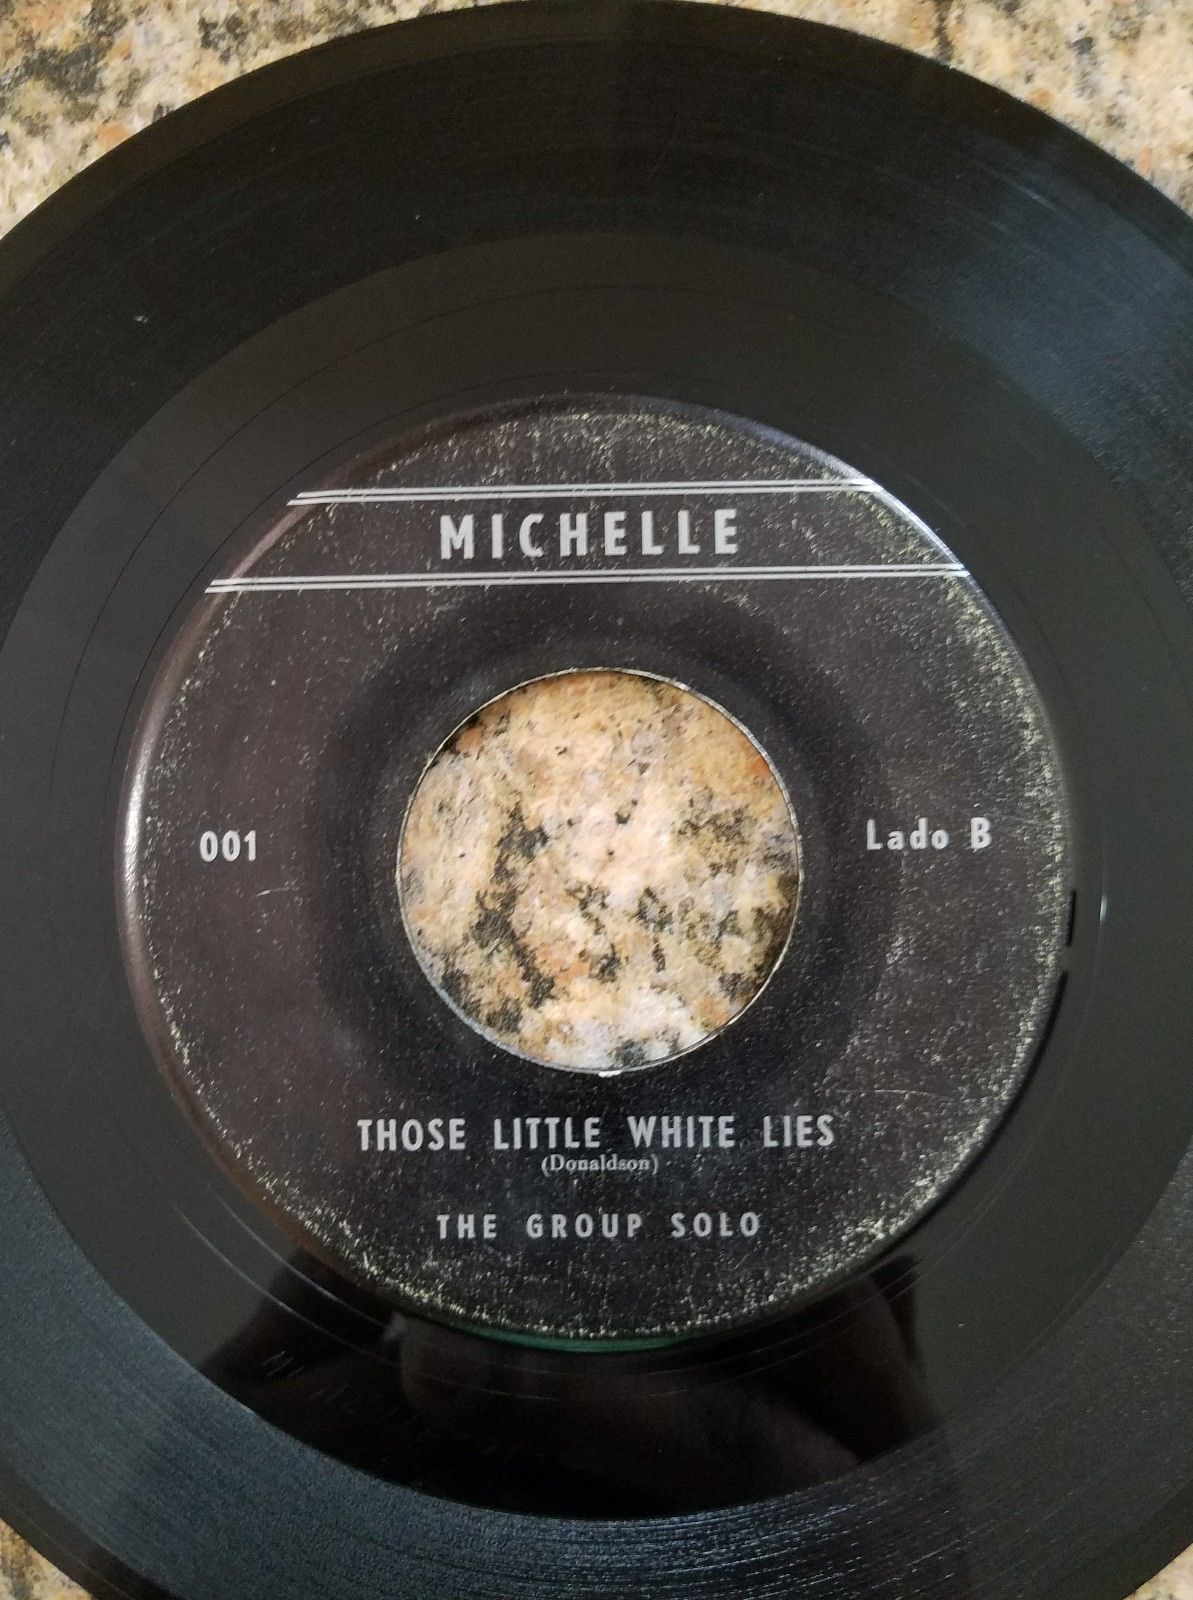 MICHELLE
001
Lado B
THOSE LITTLE WHITE LIES
(Donaldson)
THE GROUP SOLO